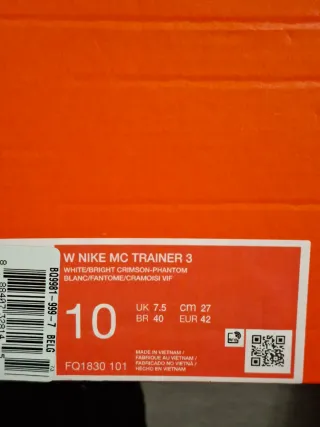 W NIKE MC TRAINER 3
WHITE/BRIGHT CRIMSON-PHANTOM
BLANC/FANTOME/CRAMOISI VIF
10
UK 7.5 cm 27
BR 40 EUR 42
FQ1830 101
MADE IN VIETNAM /
FABRIQUE AU VIETNAM /
FABRICADO NO VIETNÃ /
HECHO EN VIETNAM